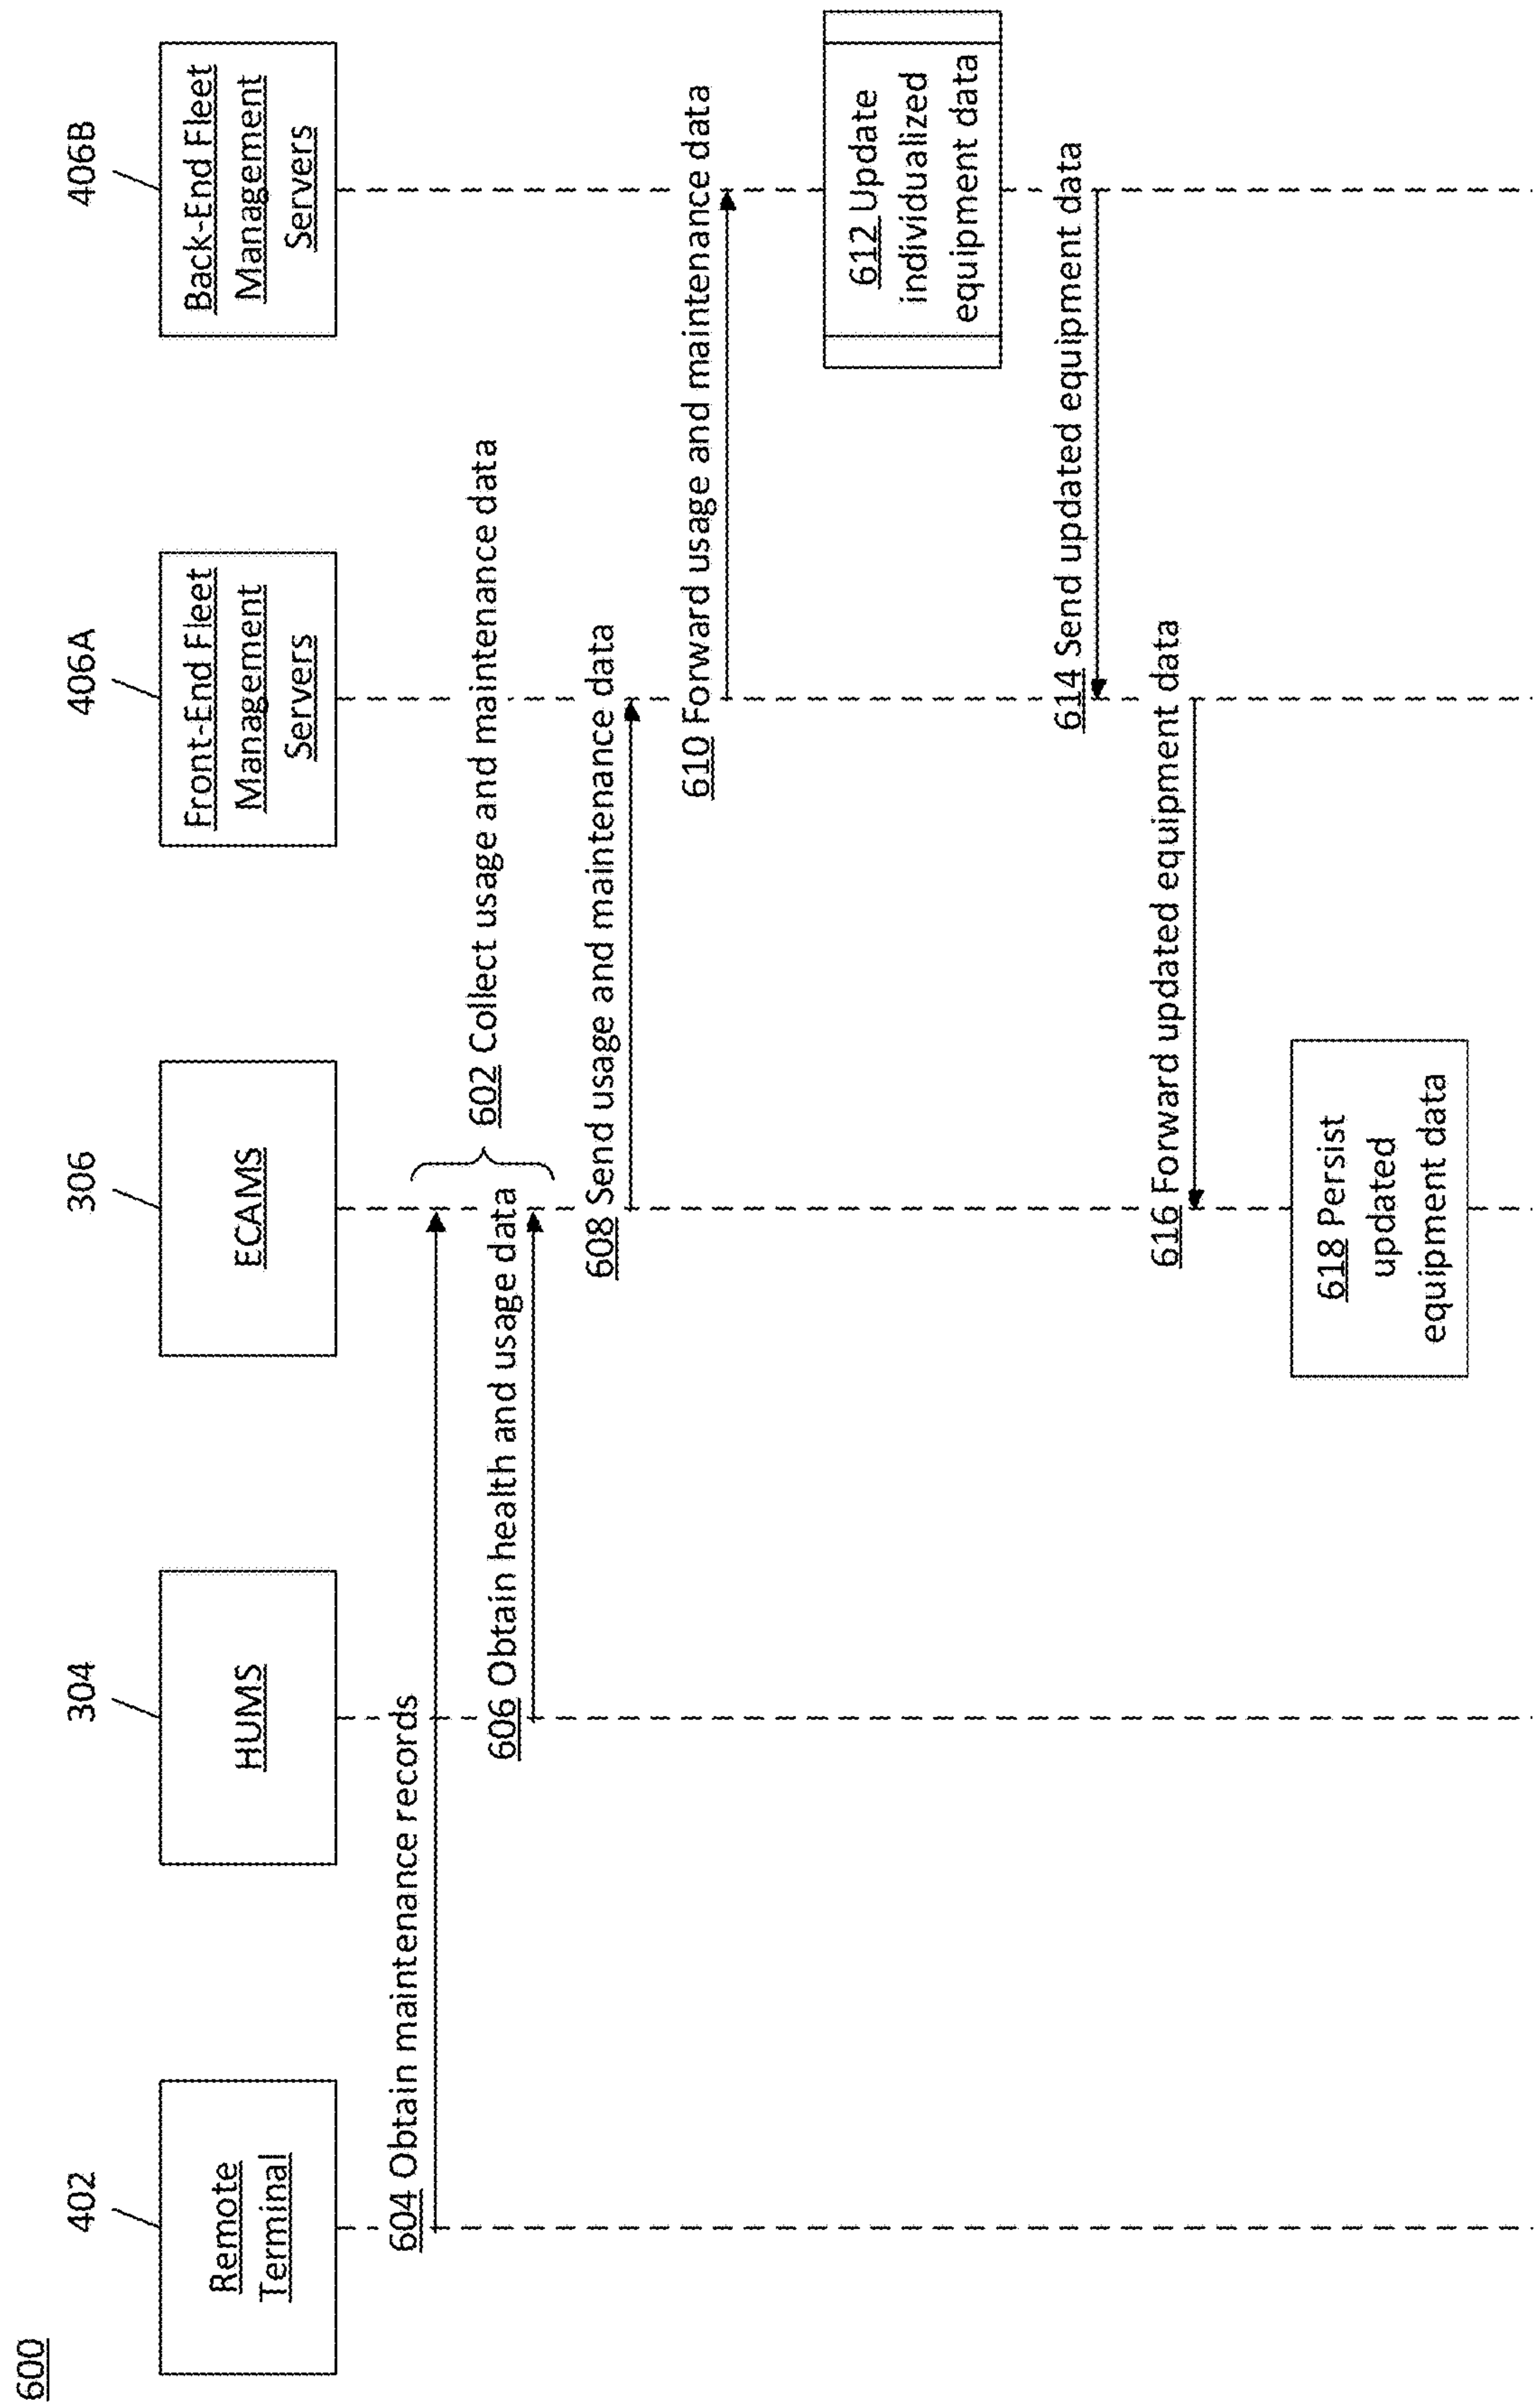 600
402
304
306
406A
406B
Remote
Terminal
HUMS
ECAMS
Front-End Fleet
Management
Servers
Back-End Fleet
Management
Servers
604 Obtain maintenance records
602 Collect usage and maintenance data
606 Obtain health and usage data
608 Send usage and maintenance data
610 Forward usage and maintenance data
612 Update
individualized
equipment data
614 Send updated equipment data
616 Forward updated equipment data
618 Persist
updated
equipment data